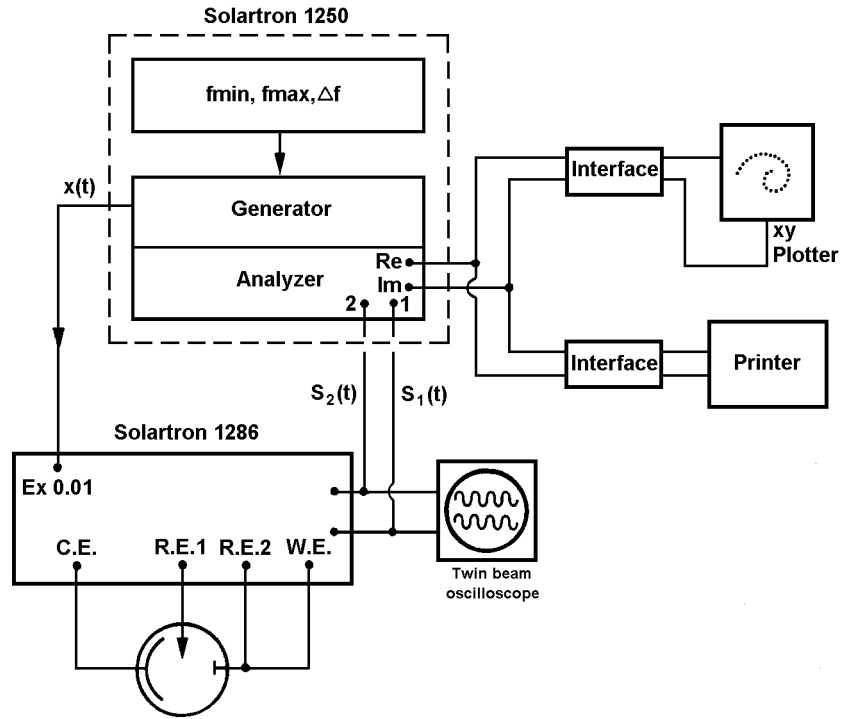 Solartron 1250
fmin, fmax,△f
x(t)
Generator
Analyzer
Re
Im
2
1
Interface
xy
Plotter
Interface
Printer
S₂(t)
S₁(t)
Solartron 1286
Ex 0.01
C.E.
R.E.1
R.E.2
W.E.
Twin beam
oscilloscope